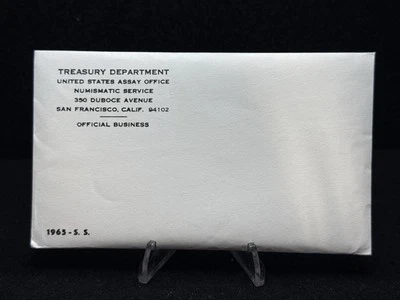 TREASURY DEPARTMENT
UNITED STATES ASSAY OFFICE
NUMISMATIC SERVICE
350 DUBOCE AVENUE
SAN FRANCISCO, CALIF. 94102
OFFICIAL BUSINESS
1965 - S. S.